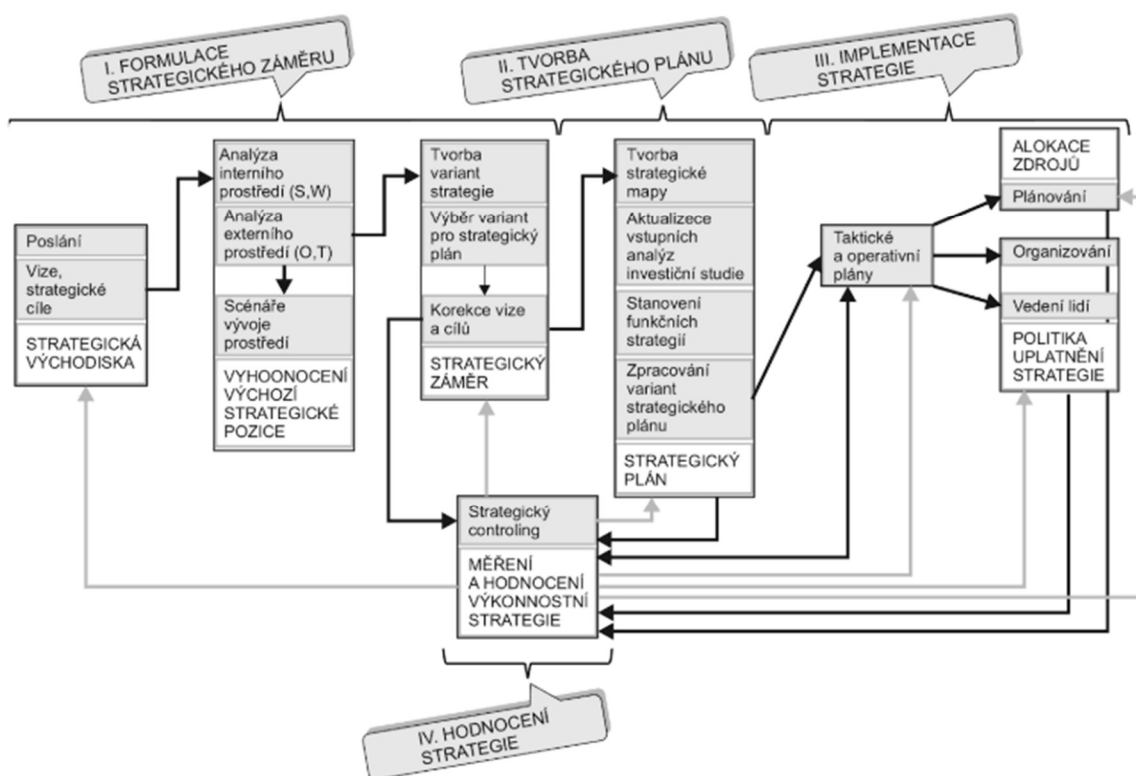 I. FORMULACE
STRATEGICKÉHO ZÁMĚRU
II. TVORBA
STRATEGICKÉHO PLÁNU
III. IMPLEMENTACE
STRATEGIE
Poslání
Vize,
strategické
cíle
STRATEGICKÁ
VÝCHODISKA
Analýza
interního
prostředí (S,W)
Analýza
externího
prostředí (O,T)
Scénáře
vývoje
prostředí
VYHOONOCENÍ
VÝCHOZÍ
STRATEGICKÉ
POZICE
Tvorba
variant
strategie
Výběr variant
pro strategický
plán
Korekce vize
a cílů
STRATEGICKÝ
ZÁMĚR
Tvorba
strategické
mapy
Aktualizece
vstupních
analýz
investiční studie
Stanovení
funkčních
strategií
Zpracování
variant
strategického
plánu
STRATEGICKÝ
PLÁN
Taktické
a operativní
plány
ALOKACE
ZDROJŮ
Plánování
Organizování
Vedení lidí
POLITIKA
UPLATNĚNÍ
STRATEGIE
Strategický
controling
MĚŘENÍ
A HODNOCENÍ
VÝKONNOSTNÍ
STRATEGIE
IV. HODNOCENÍ
STRATEGIE